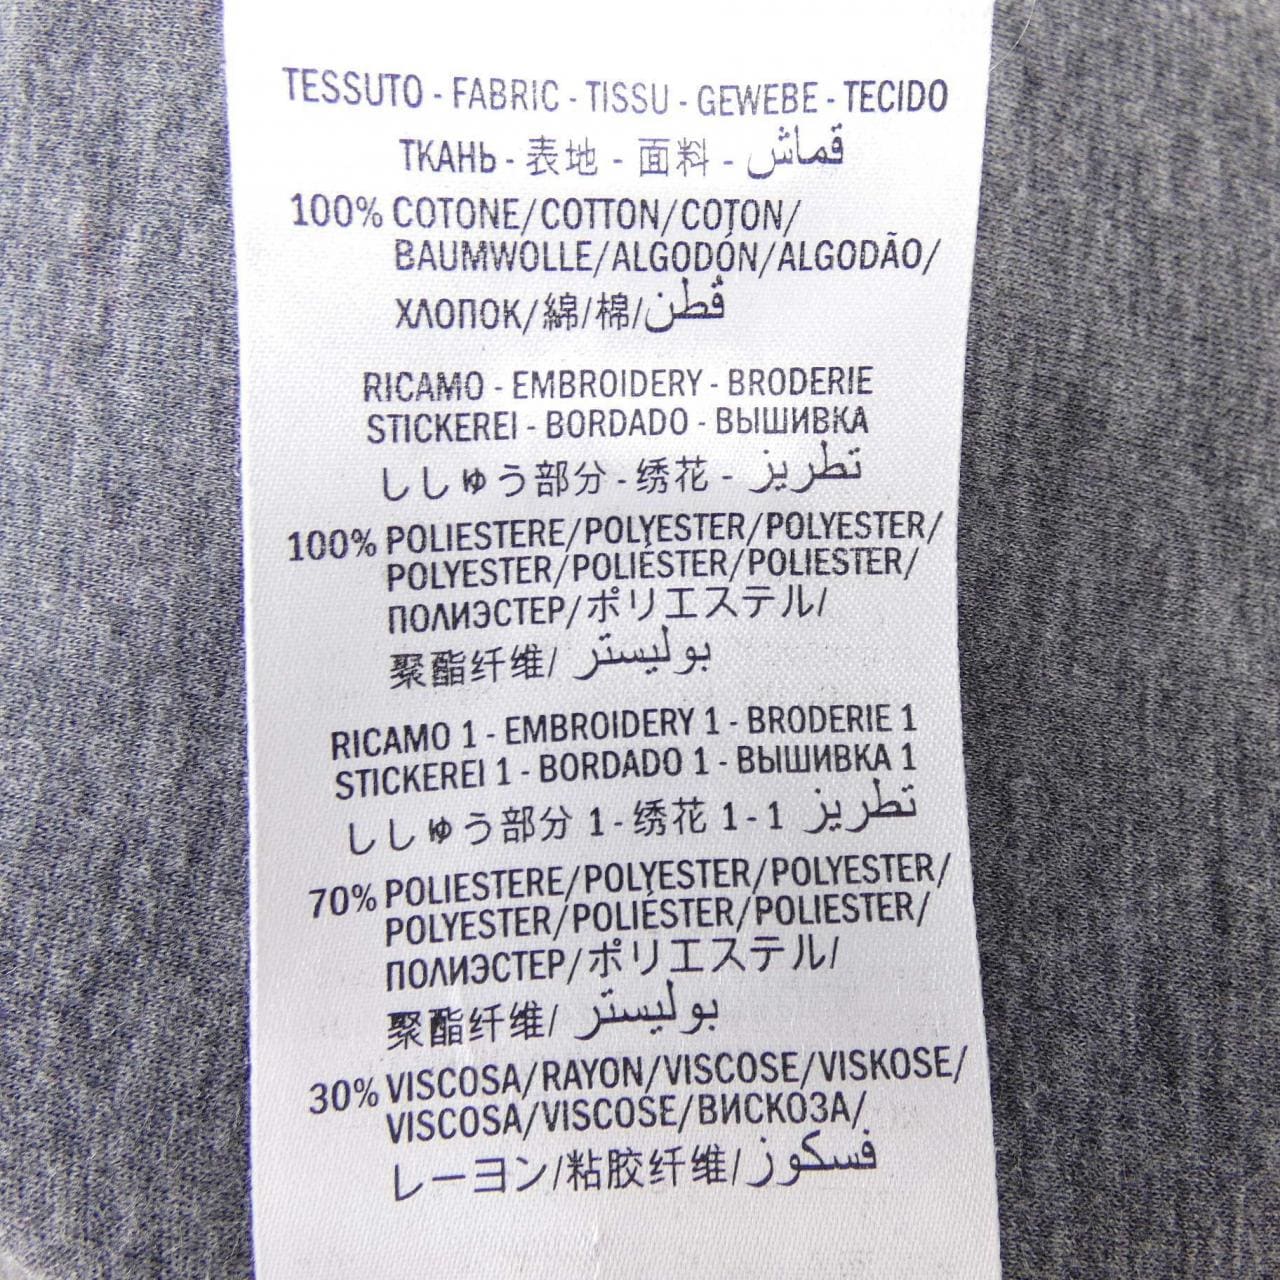 TESSUTO - FABRIC - TISSU - GEWEBE - TECIDO
ТКАНЬ - 表地 - 面料 - قماش
100% COTONE/COTTON/COTON/
BAUMWOLLE/ALGODÓN/ALGODÃO/
ХЛОПОК/綿/棉/قُطن
RICAMO - EMBROIDERY - BRODERIE
STICKEREI - BORDADO - ВЫШИВКА
ししゅう部分 - 绣花 - تطريز
100% POLIESTERE/POLYESTER/POLYESTER/
POLYESTER/POLIÉSTER/POLIESTER/
ПОЛИЭСТЕР/ポリエステル/
聚酯纤维/ بوليستر
RICAMO 1 - EMBROIDERY 1 - BRODERIE 1
STICKEREI 1 - BORDADO 1 - ВЫШИВКА 1
ししゅう部分 1 - 绣花 1 - 1 تطريز
70% POLIESTERE/POLYESTER/POLYESTER/
POLYESTER/POLIÉSTER/POLIESTER/
ПОЛИЭСТЕР/ポリエステル/
聚酯纤维/ بوليستر
30% VISCOSA/RAYON/VISCOSE/VISKOSE/
VISCOSA/VISCOSE/ВИСКОЗА/
レーヨン/粘胶纤维/فسكوز